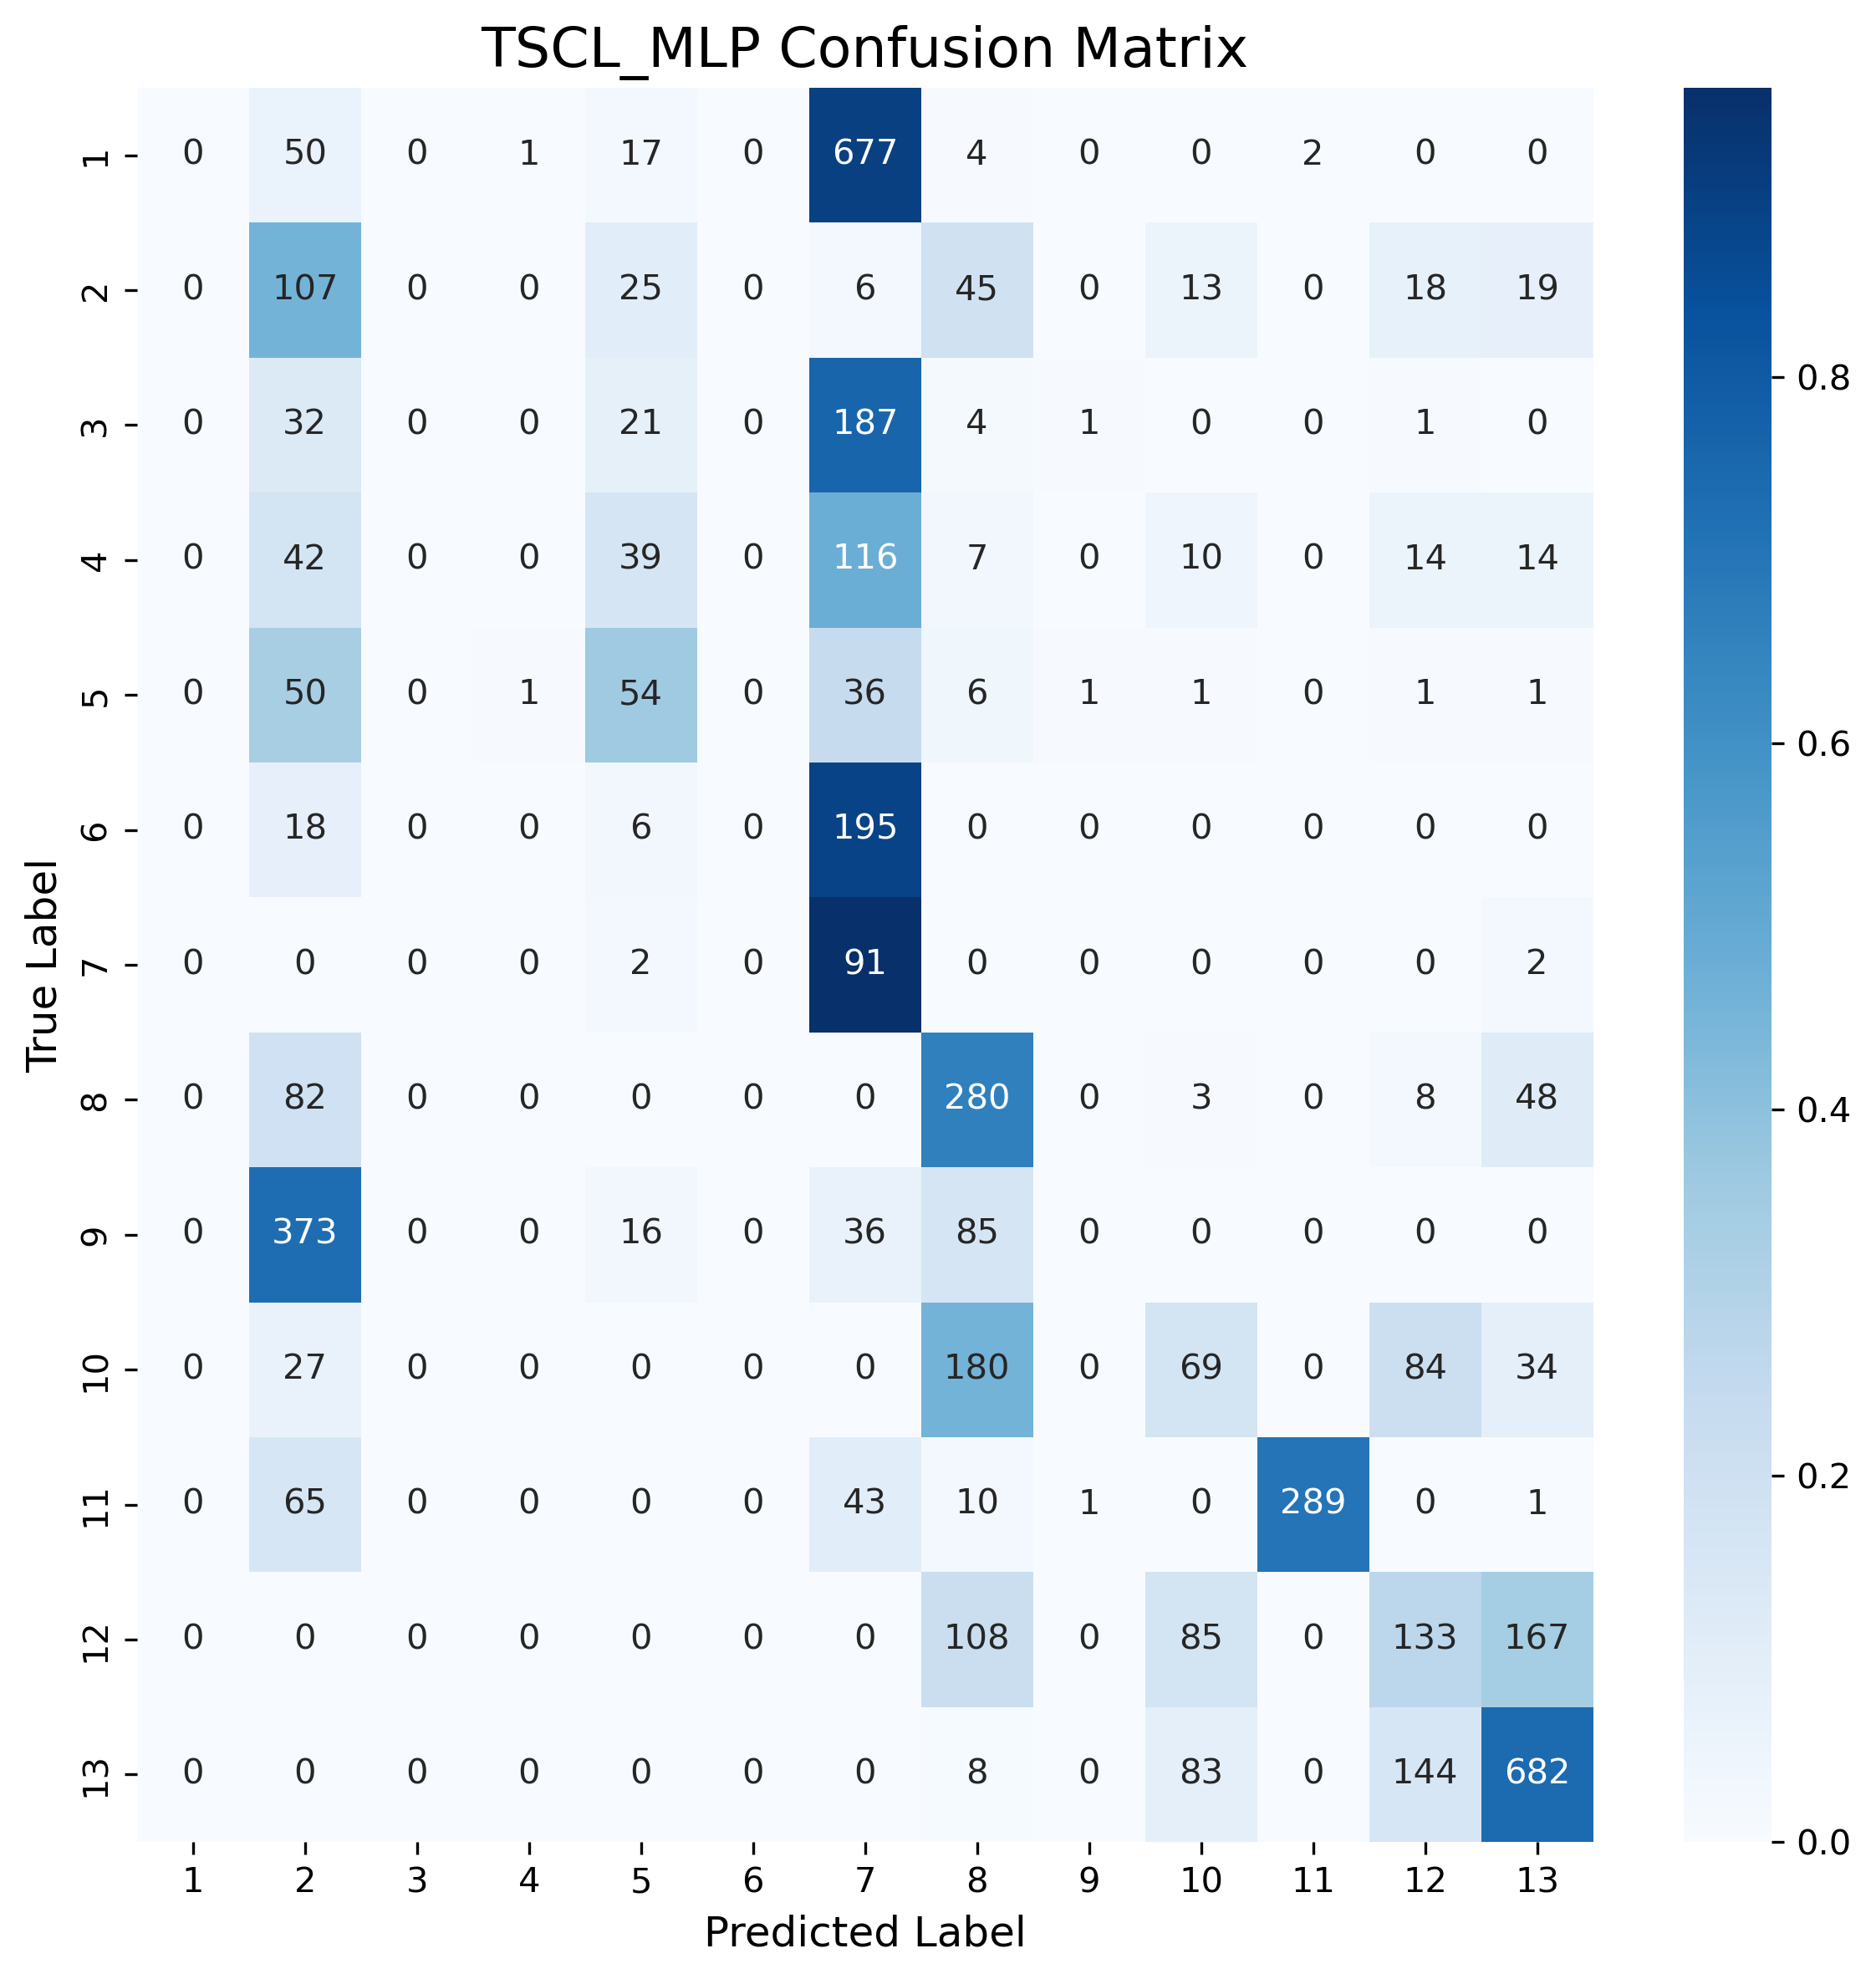 TSCL_MLP Confusion Matrix
1 0 50 0 1 17 0 677 4 0 0 2 0 0
2 0 107 0 0 25 0 6 45 0 13 0 18 19
3 0 32 0 0 21 0 187 4 1 0 0 1 0
4 0 42 0 0 39 0 116 7 0 10 0 14 14
5 0 50 0 1 54 0 36 6 1 1 0 1 1
6 0 18 0 0 6 0 195 0 0 0 0 0 0
7 0 0 0 0 2 0 91 0 0 0 0 0 2
8 0 82 0 0 0 0 0 280 0 3 0 8 48
9 0 373 0 0 16 0 36 85 0 0 0 0 0
10 0 27 0 0 0 0 0 180 0 69 0 84 34
11 0 65 0 0 0 0 43 10 1 0 289 0 1
12 0 0 0 0 0 0 0 108 0 85 0 133 167
13 0 0 0 0 0 0 0 8 0 83 0 144 682
1 2 3 4 5 6 7 8 9 10 11 12 13
Predicted Label
True Label
0.8
0.6
0.4
0.2
0.0